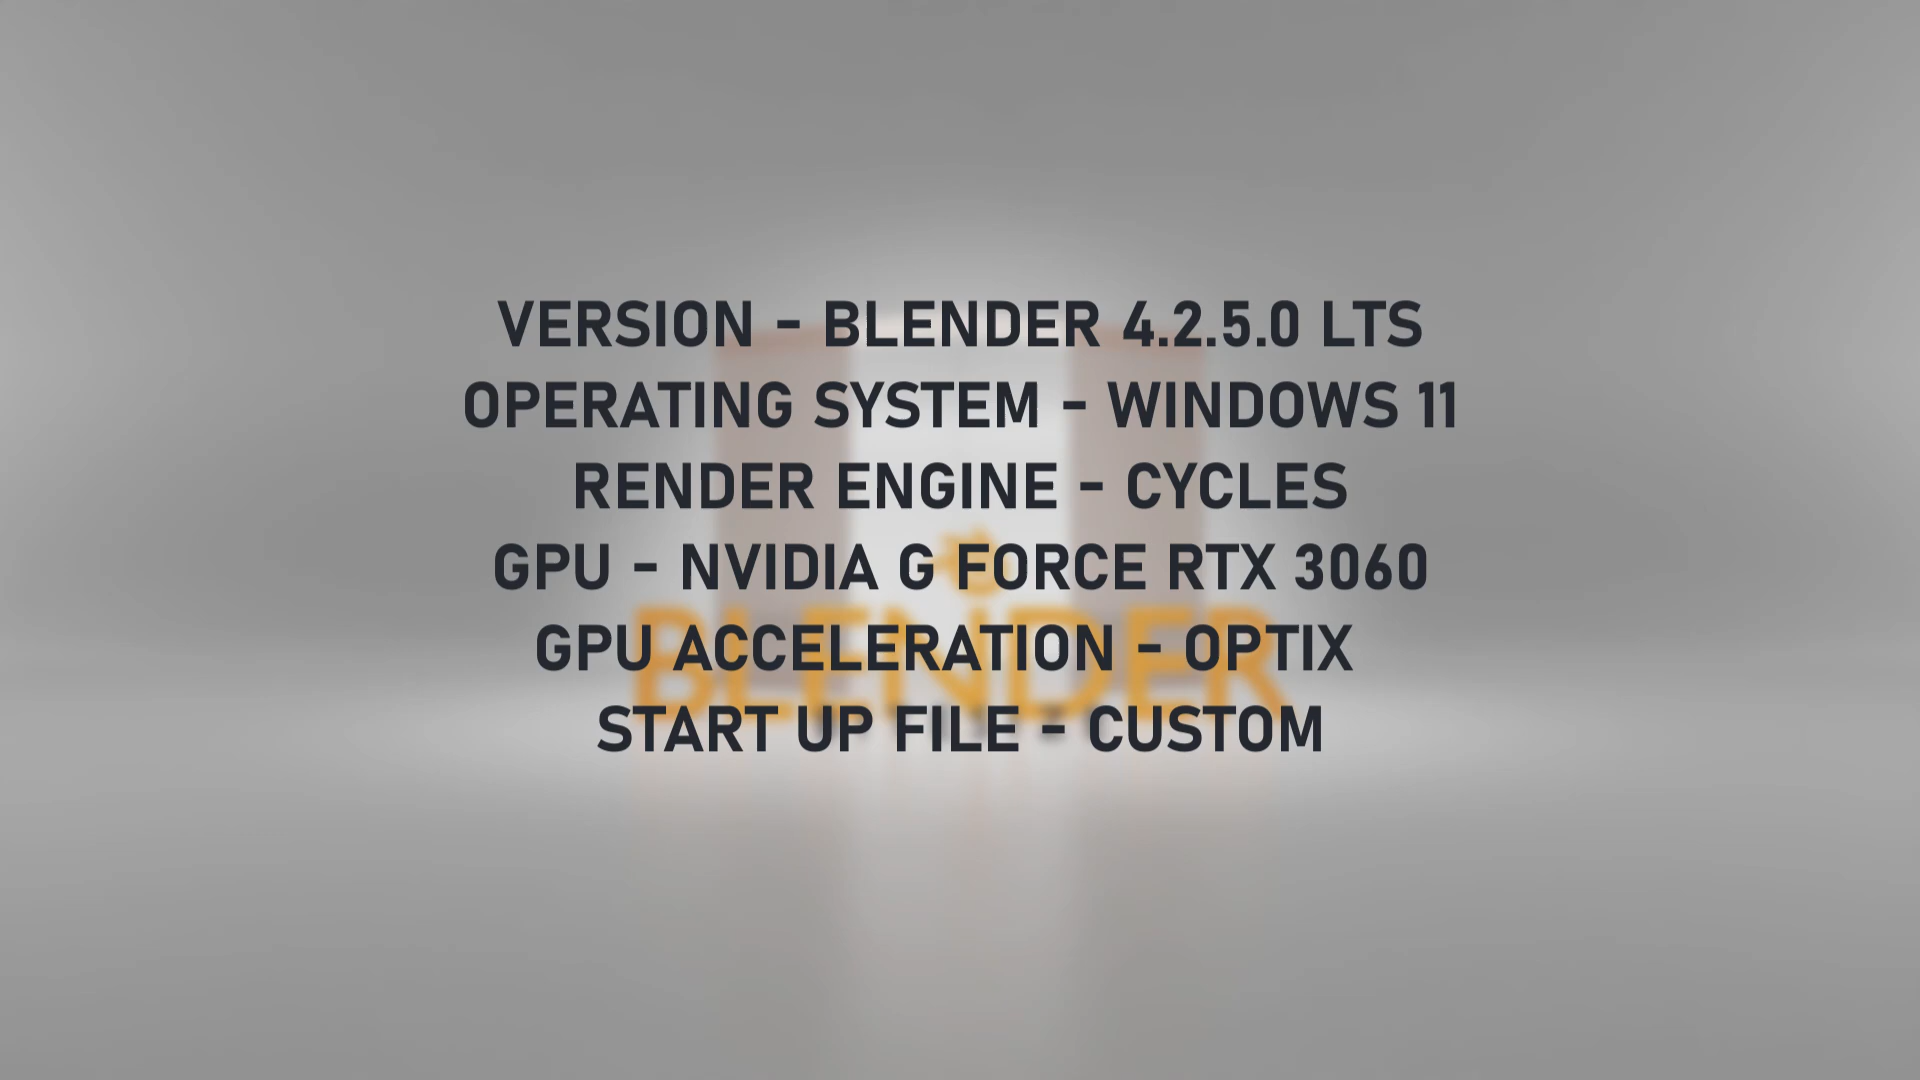 VERSION - BLENDER 4.2.5.0 LTS
OPERATING SYSTEM - WINDOWS 11
RENDER ENGINE - CYCLES
GPU - NVIDIA G FORCE RTX 3060
GPU ACCELERATION - OPTIX
START UP FILE - CUSTOM
BLENDER